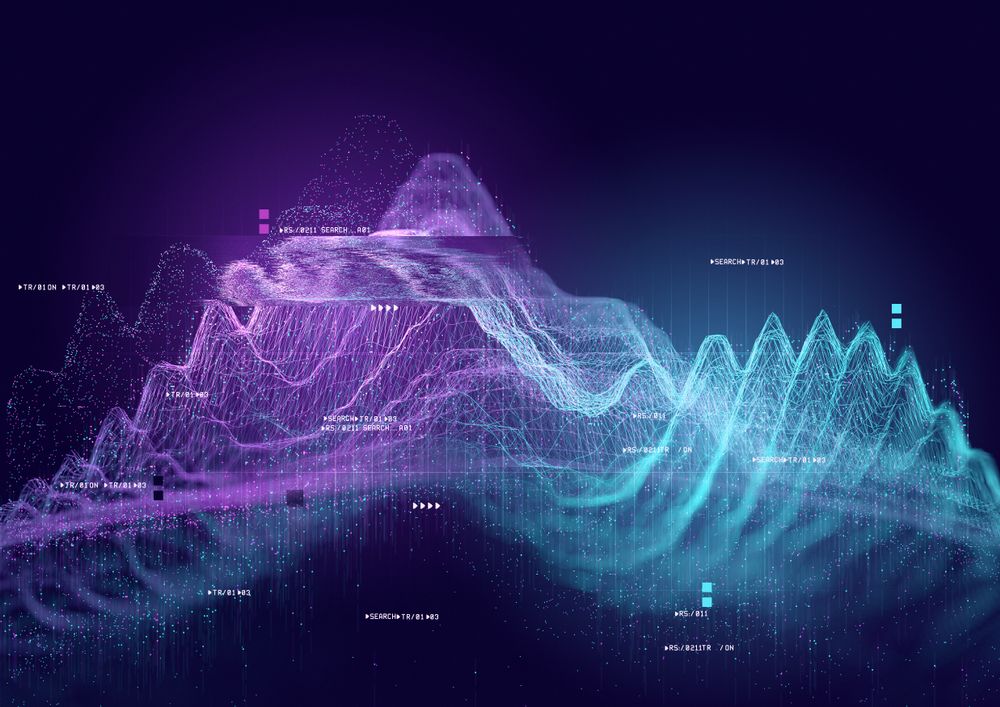 RS:/0211 SEARCH..A01
SEARCH▶TR/01▶03
▶TR/01ON ▶TR/01▶03
▶▶▶▶
▶TR/01▶03
▶RS:/011
▶SEARCH▶TR/01▶03
▶RS:/0211 SEARCH..A01
▶RS:/0211TR /ON
▶SEARCH▶TR/01▶03
▶TR/01ON ▶TR/01▶03
▶▶▶▶
▶TR/01▶03
▶RS:/011
▶SEARCH▶TR/01▶03
▶RS:/0211TR /ON